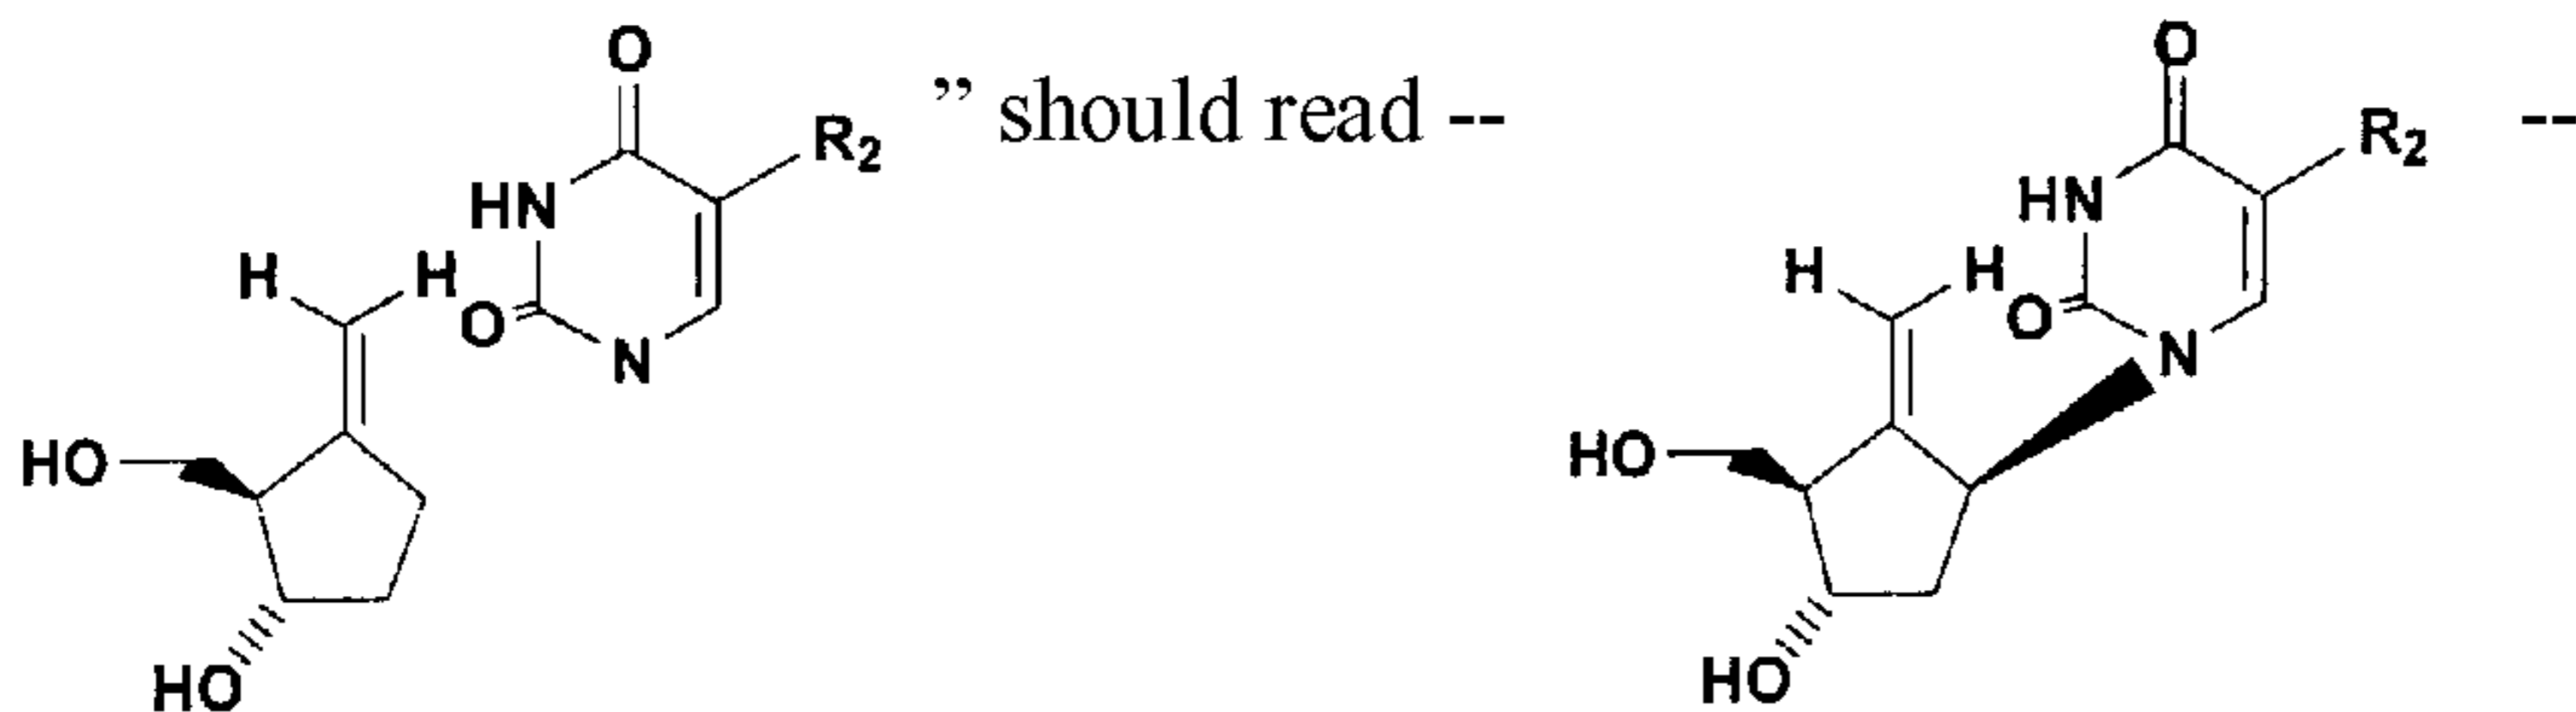 O O
R2 ” should read -- R2 --
HN HN
H H H H
O O
N N
HO HO
HO HO